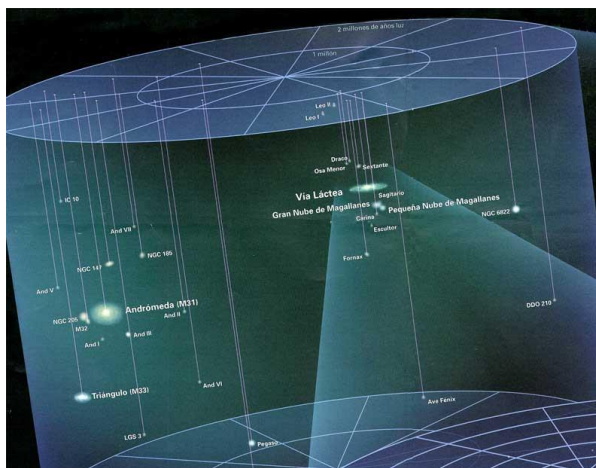 2 millones de años luz
1 millón
Leo II
Leo I
Draco
Osa Menor
Sextante
Vía Láctea
Sagitario
IC 10
Gran Nube de Magallanes
Pequeña Nube de Magallanes
Carina
NGC 6822
Escultor
And VII
NGC 185
Fornax
NGC 147
And V
DDO 210
Andrómeda (M31)
And II
NGC 205
M32
And III
And I
And VI
Triángulo (M33)
Ave Fénix
LGS 3
Pegaso